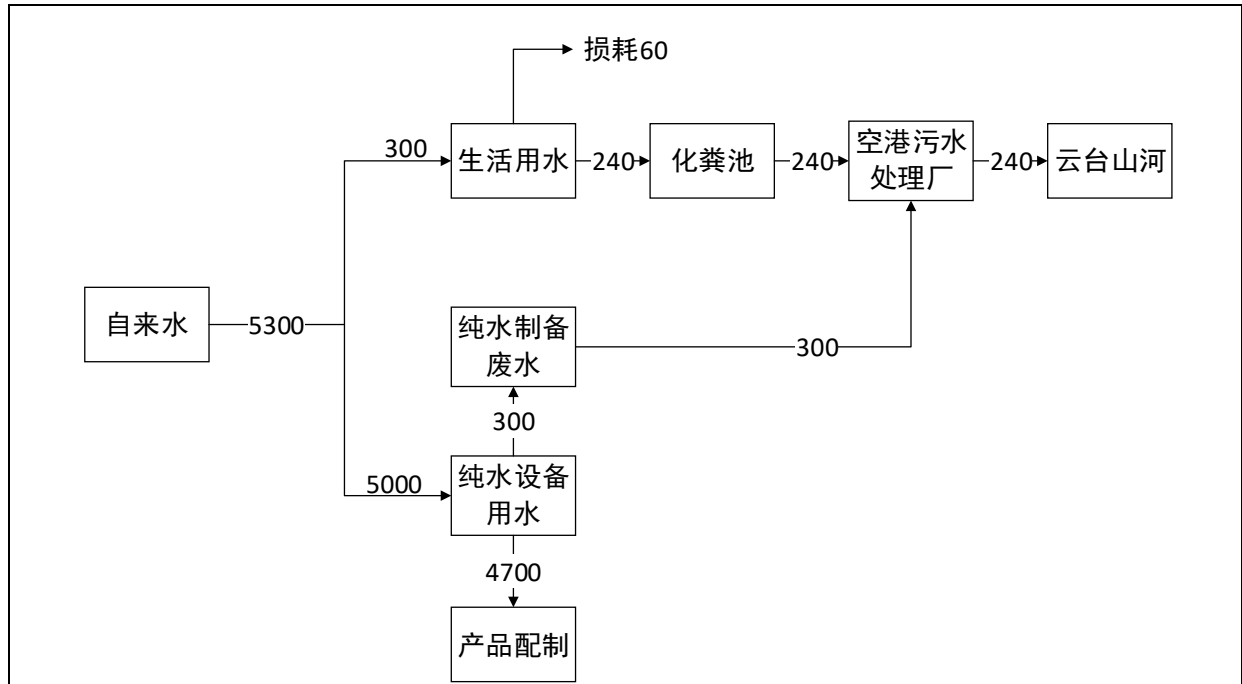 损耗60
300
生活用水
240
化粪池
240
空港污水
处理厂
240
云台山河
自来水
5300
纯水制备
废水
300
300
5000
纯水设备
用水
4700
产品配制